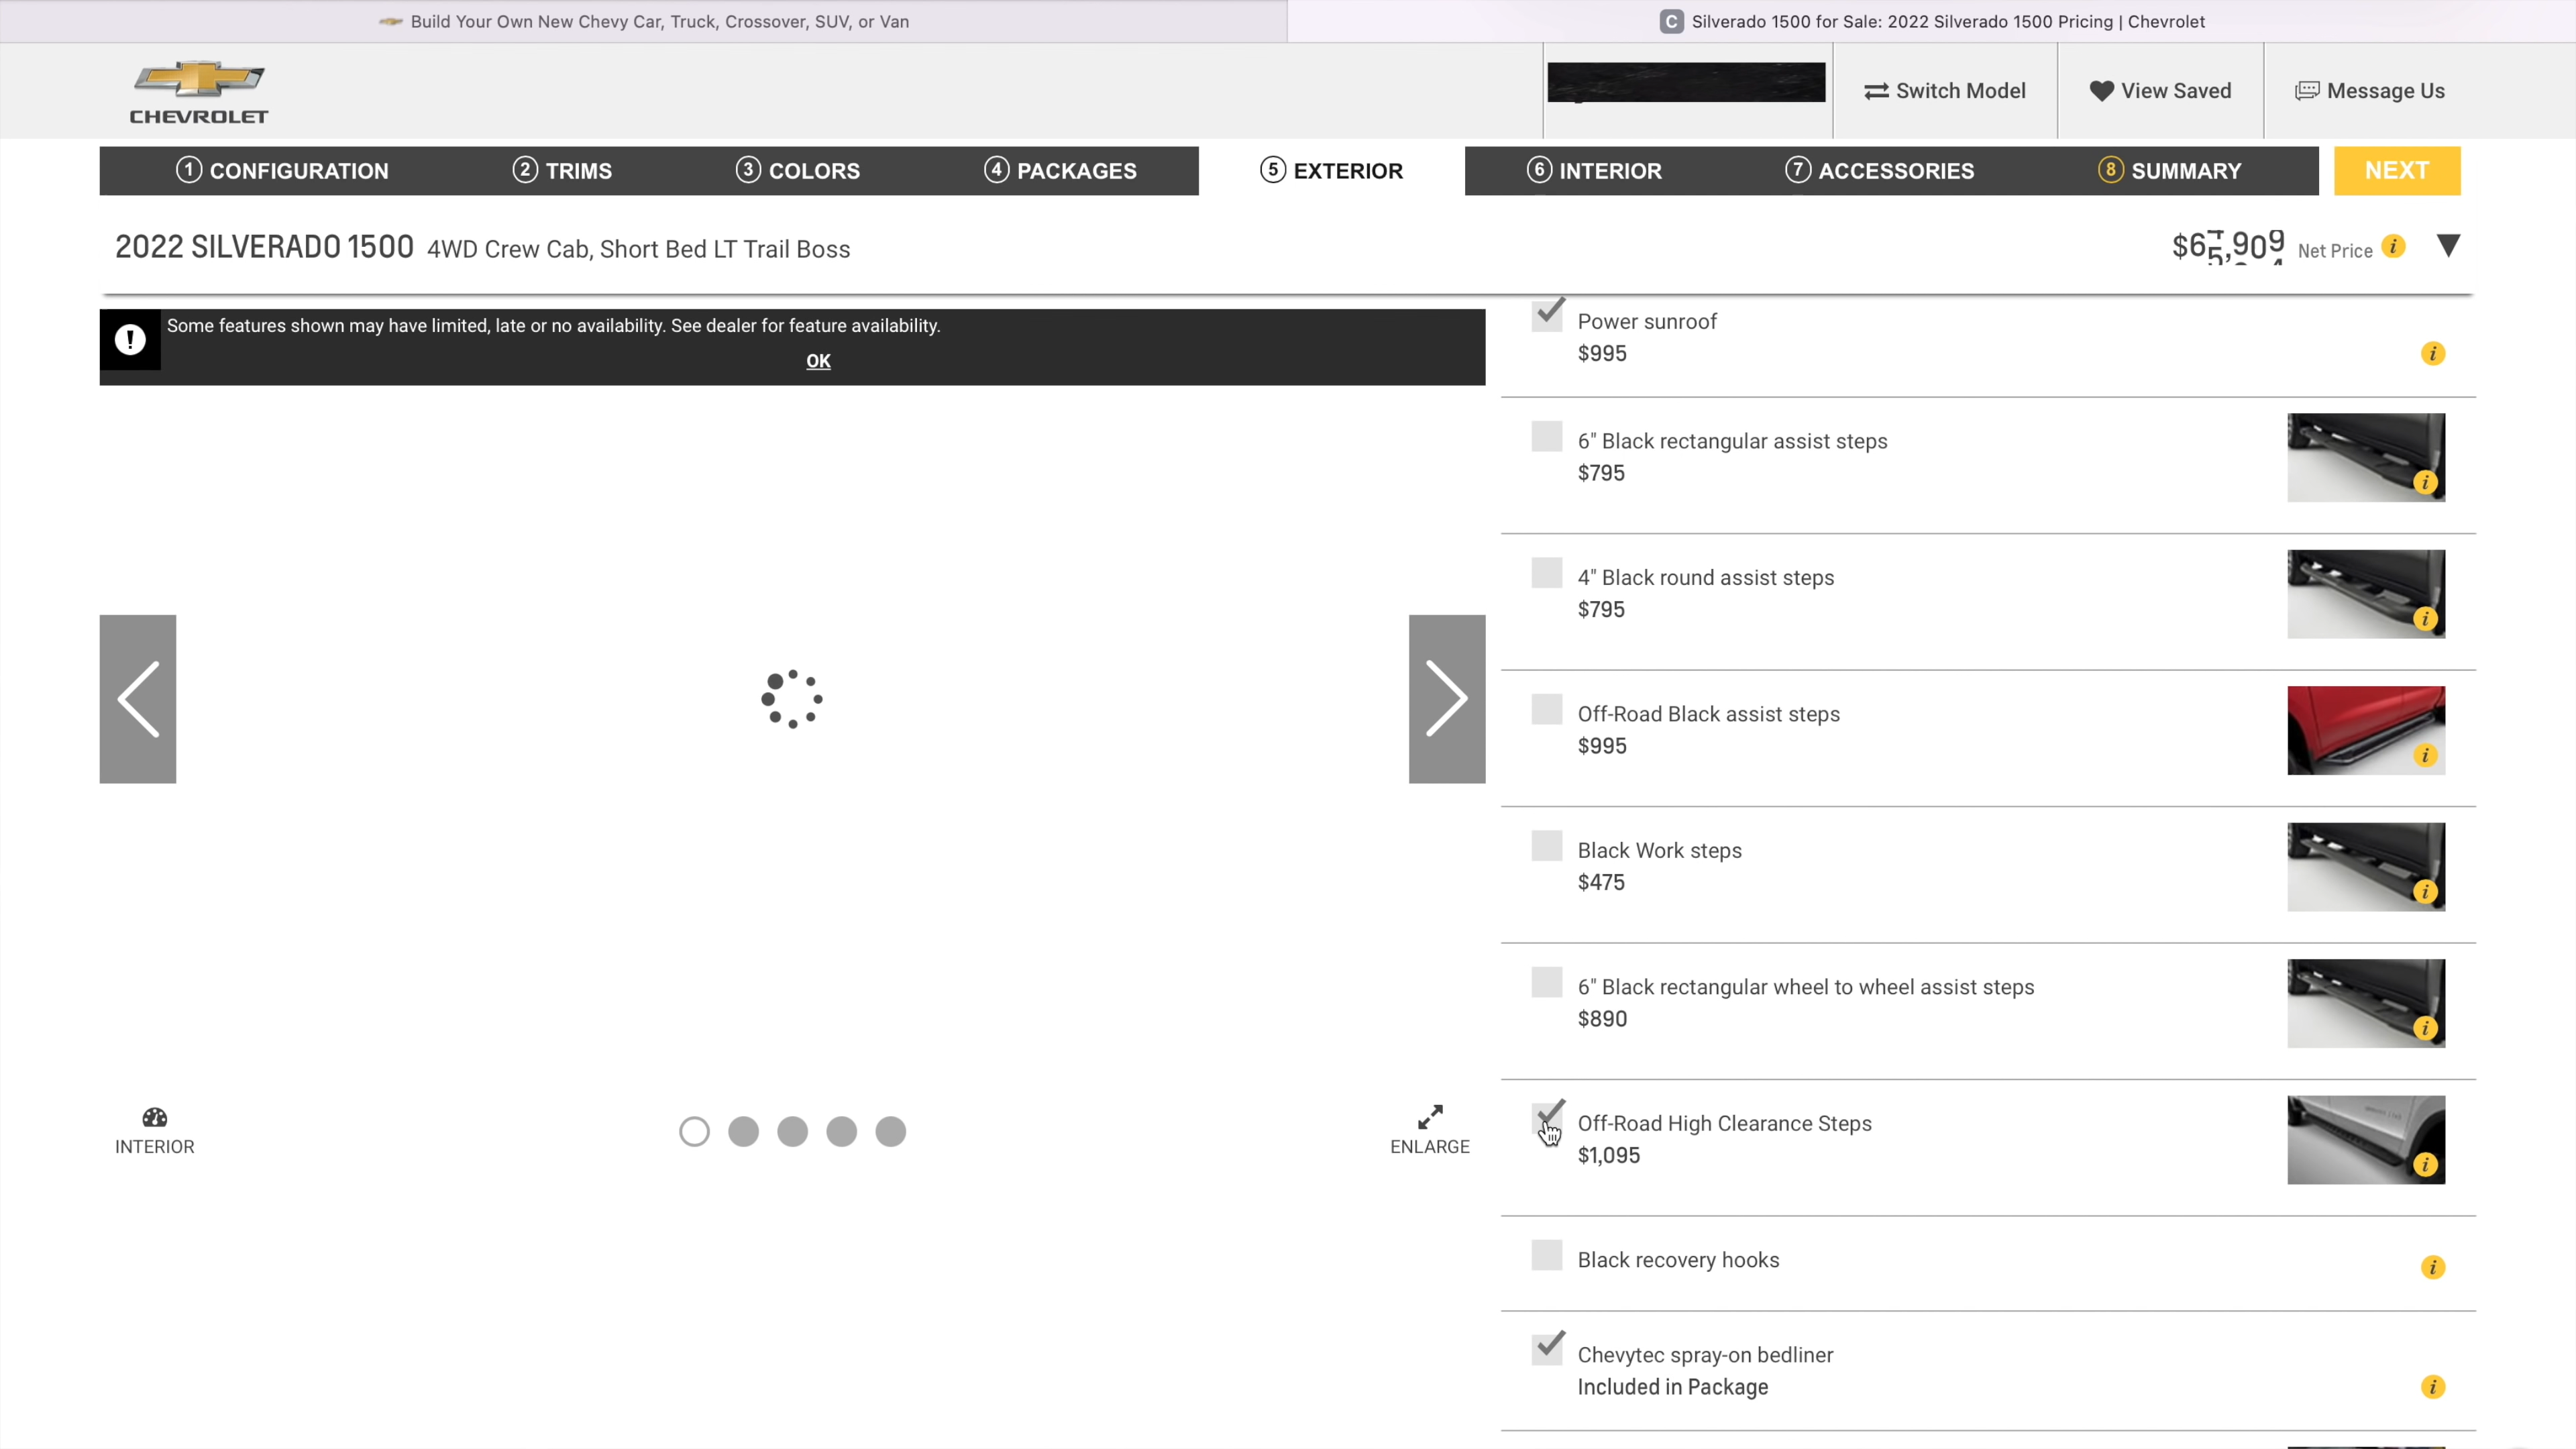 Build Your Own New Chevy Car, Truck, Crossover, SUV, or Van
C Silverado 1500 for Sale: 2022 Silverado 1500 Pricing | Chevrolet
CHEVROLET
Switch Model
View Saved
Message Us
1 CONFIGURATION
2 TRIMS
3 COLORS
4 PACKAGES
5 EXTERIOR
6 INTERIOR
7 ACCESSORIES
8 SUMMARY
NEXT
2022 SILVERADO 1500 4WD Crew Cab, Short Bed LT Trail Boss
Net Price i
! Some features shown may have limited, late or no availability. See dealer for feature availability.
OK
Power sunroof
$995
i
6" Black rectangular assist steps
$795
i
4" Black round assist steps
$795
i
Off-Road Black assist steps
$995
i
Black Work steps
$475
i
6" Black rectangular wheel to wheel assist steps
$890
i
INTERIOR
ENLARGE
Off-Road High Clearance Steps
$1,095
i
Black recovery hooks
i
Chevytec spray-on bedliner
Included in Package
i